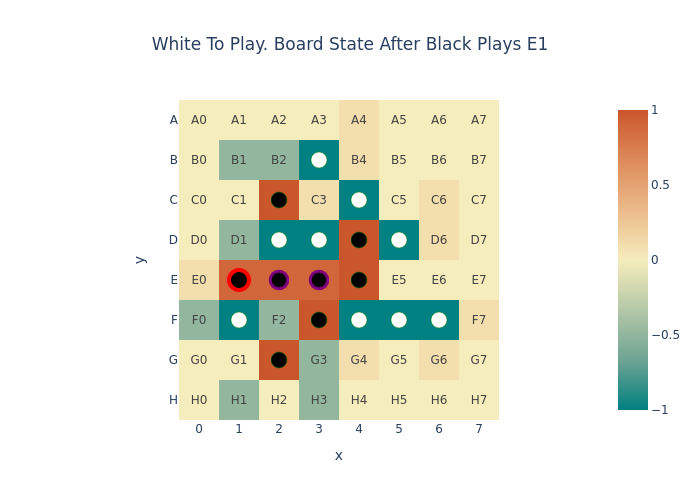 White To Play. Board State After Black Plays E1
A A0 A1 A2 A3 A4 A5 A6 A7
B B0 B1 B2 B4 B5 B6 B7
C C0 C1 C3 C5 C6 C7
D D0 D1 D6 D7
E E0 E5 E6 E7
F F0 F2 F7
G G0 G1 G3 G4 G5 G6 G7
H H0 H1 H2 H3 H4 H5 H6 H7
0 1 2 3 4 5 6 7
x
y
1
0.5
0
−0.5
−1